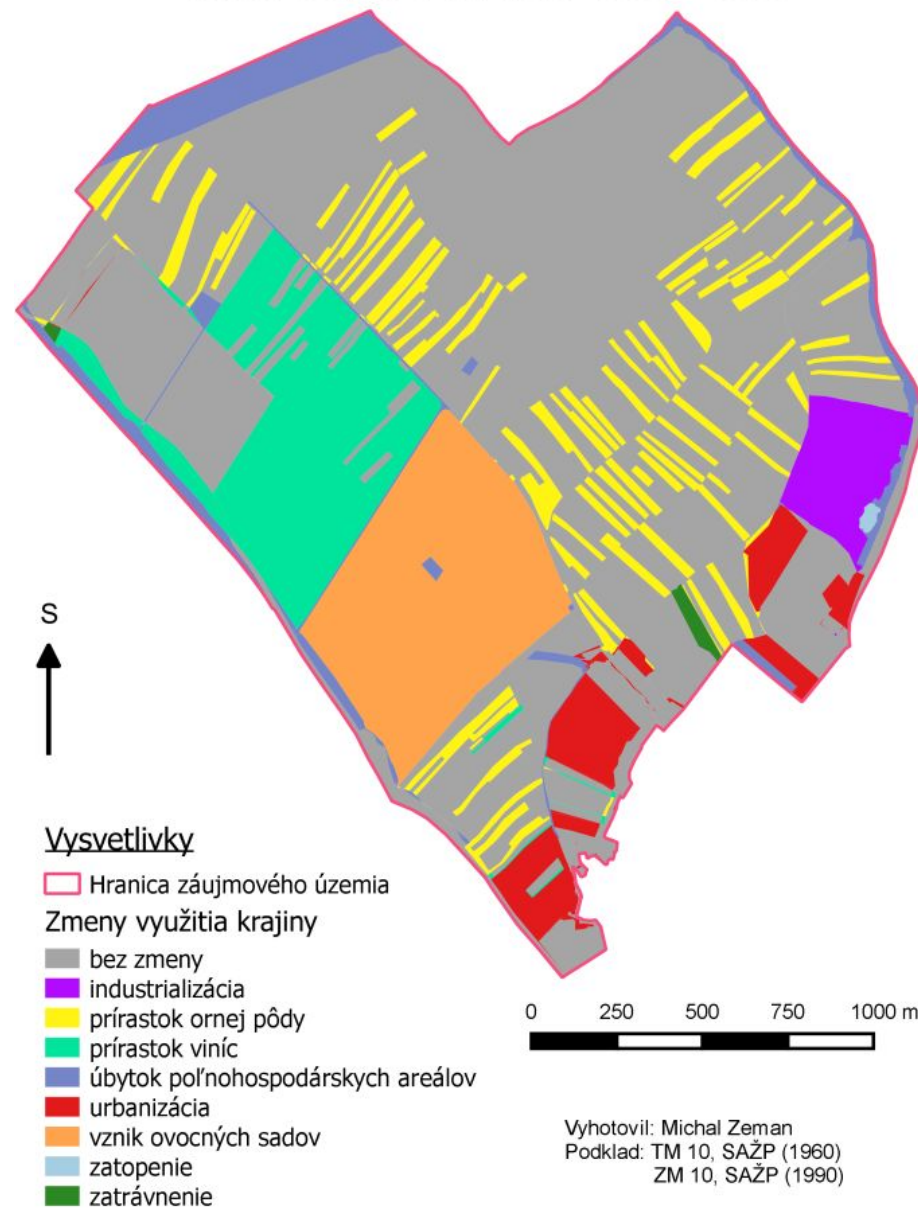 S
Vysvetlivky
Hranica záujmového územia
Zmeny využitia krajiny
bez zmeny
industrializácia
prírastok ornej pôdy
prírastok viníc
úbytok poľnohospodárskych areálov
urbanizácia
vznik ovocných sadov
zatopenie
zatrávnenie
0 250 500 750 1000 m
Vyhotovil: Michal Zeman
Podklad: TM 10, SAŽP (1960)
ZM 10, SAŽP (1990)